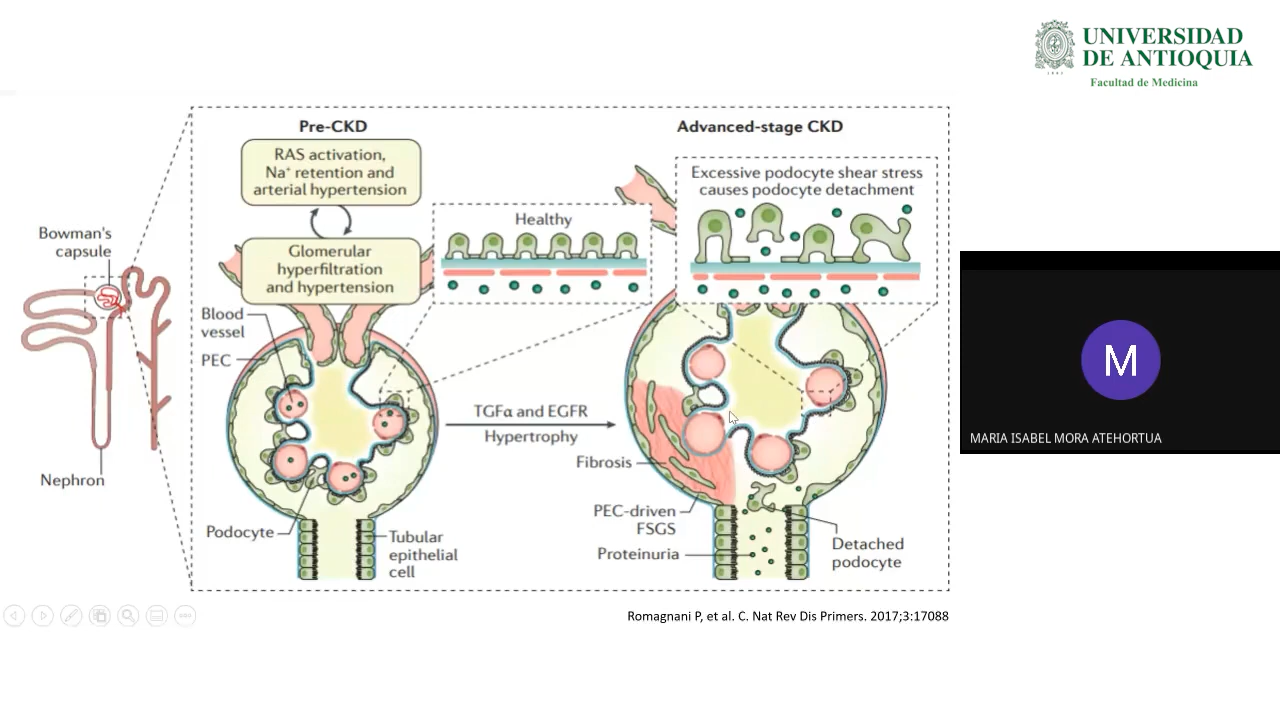 UNIVERSIDAD
DE ANTIOQUIA
Facultad de Medicina
Pre-CKD
RAS activation,
Na⁺ retention and
arterial hypertension
Glomerular
hyperfiltration
and hypertension
Bowman's
capsule
Nephron
Blood
vessel
PEC
Podocyte
Tubular
epithelial
cell
Healthy
TGFα and EGFR
Hypertrophy
Advanced-stage CKD
Excessive podocyte shear stress
causes podocyte detachment
Fibrosis
PEC-driven
FSGS
Proteinuria
Detached
podocyte
Romagnani P, et al. C. Nat Rev Dis Primers. 2017;3:17088
M
MARIA ISABEL MORA ATEHORTUA